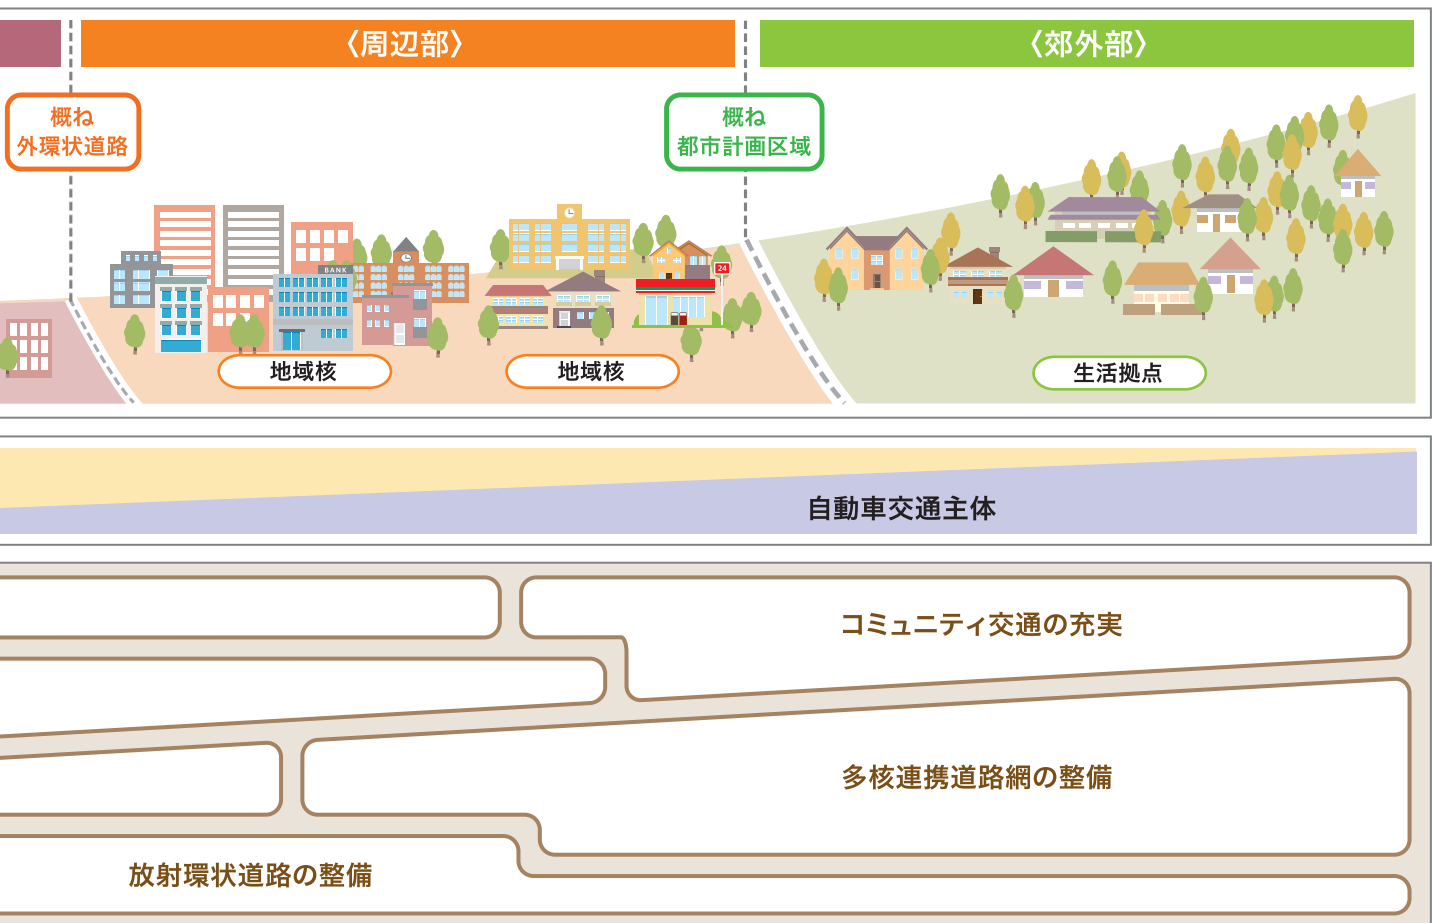 〈周辺部〉
〈郊外部〉
概ね
外環状道路
概ね
都市計画区域
BANK
24
地域核
地域核
生活拠点
自動車交通主体
コミュニティ交通の充実
多核連携道路網の整備
放射環状道路の整備